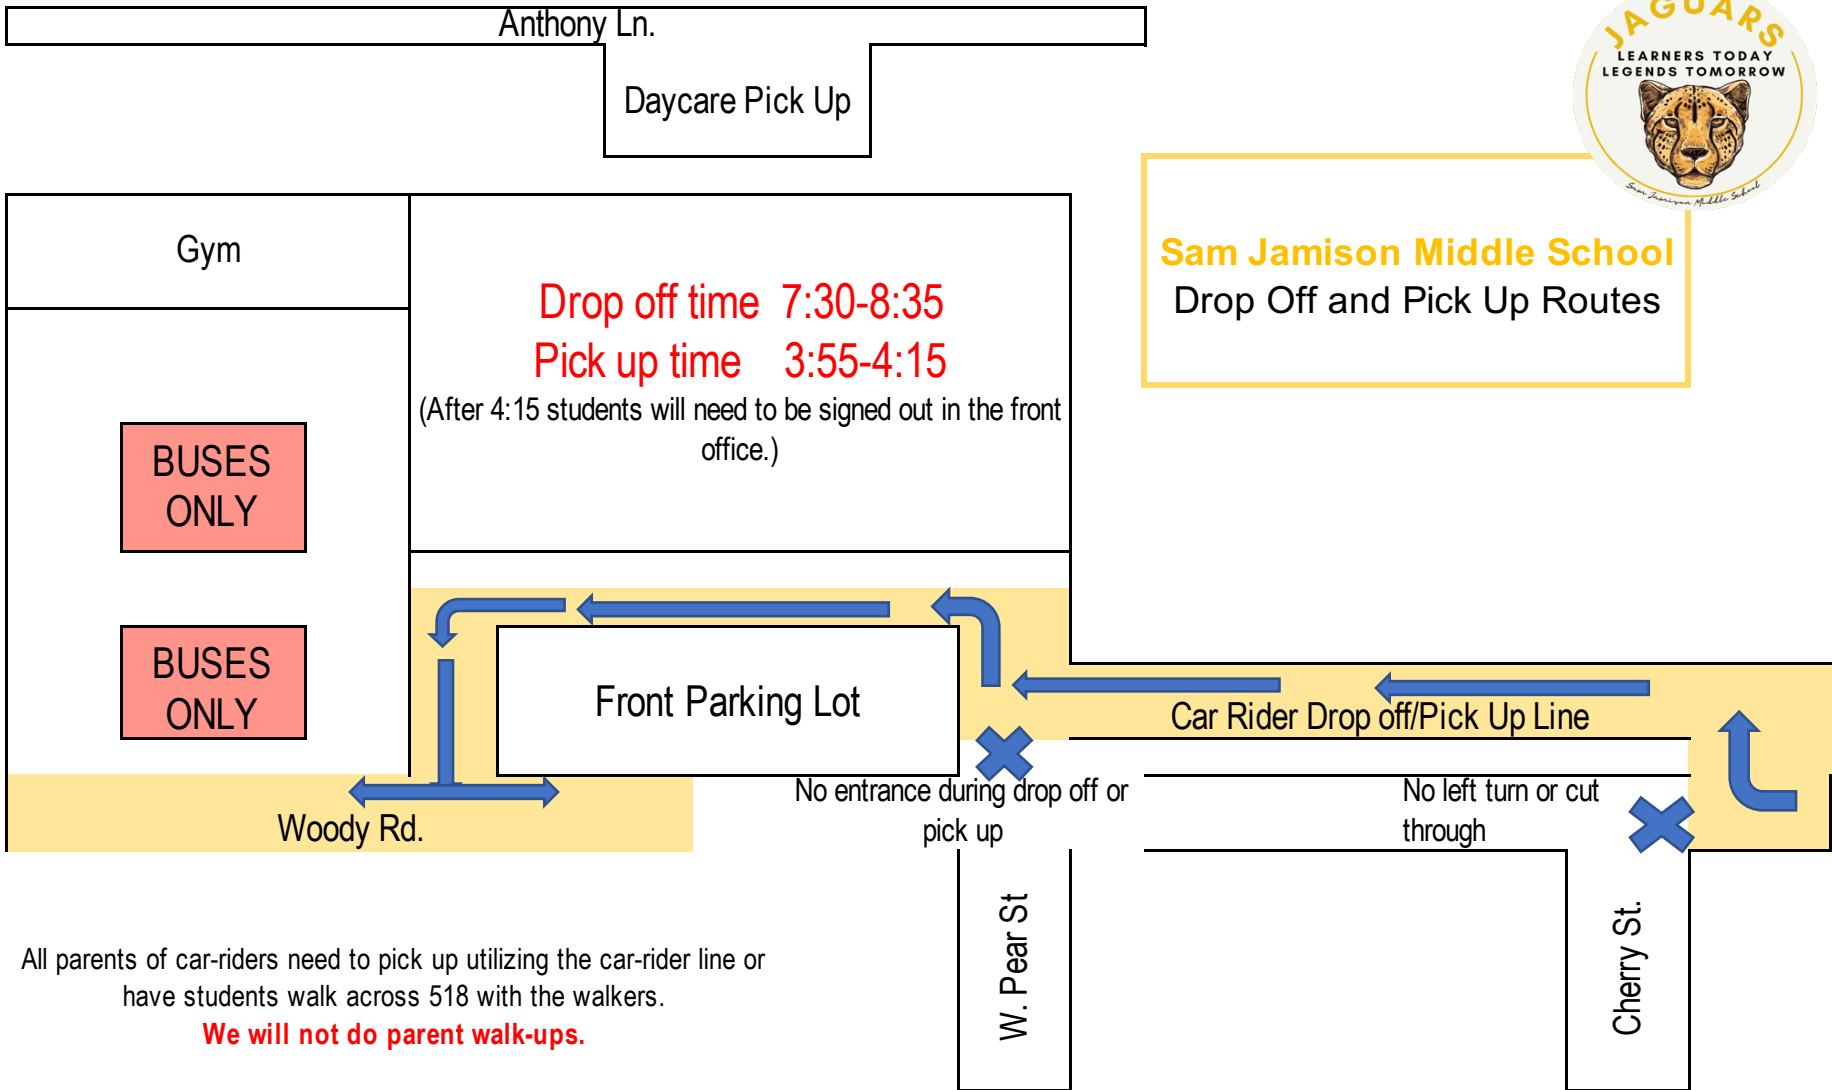 Anthony Ln.
Daycare Pick Up
JAGUARS
LEARNERS TODAY
LEGENDS TOMORROW
Sam Jamison Middle School
Sam Jamison Middle School
Drop Off and Pick Up Routes
Gym
Drop off time 7:30-8:35
Pick up time 3:55-4:15
(After 4:15 students will need to be signed out in the front
office.)
BUSES
ONLY
BUSES
ONLY
Front Parking Lot
Car Rider Drop off/Pick Up Line
No entrance during drop off or
pick up
No left turn or cut
through
Woody Rd.
W. Pear St
Cherry St.
All parents of car-riders need to pick up utilizing the car-rider line or
have students walk across 518 with the walkers.
We will not do parent walk-ups.